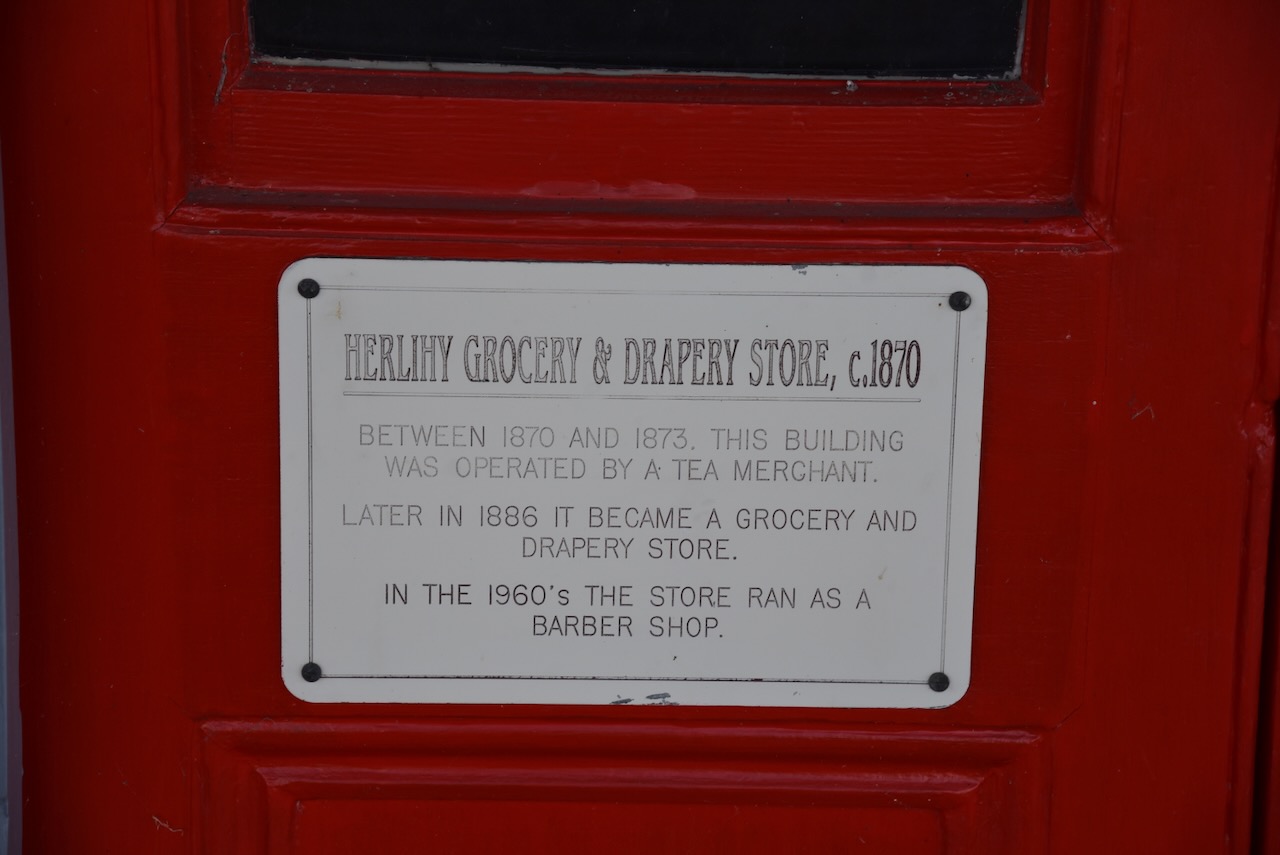 HERLIHY GROCERY & DRAPERY STORE, c.1870
BETWEEN 1870 AND 1873. THIS BUILDING
WAS OPERATED BY A TEA MERCHANT.
LATER IN 1886 IT BECAME A GROCERY AND
DRAPERY STORE.
IN THE 1960's THE STORE RAN AS A
BARBER SHOP.